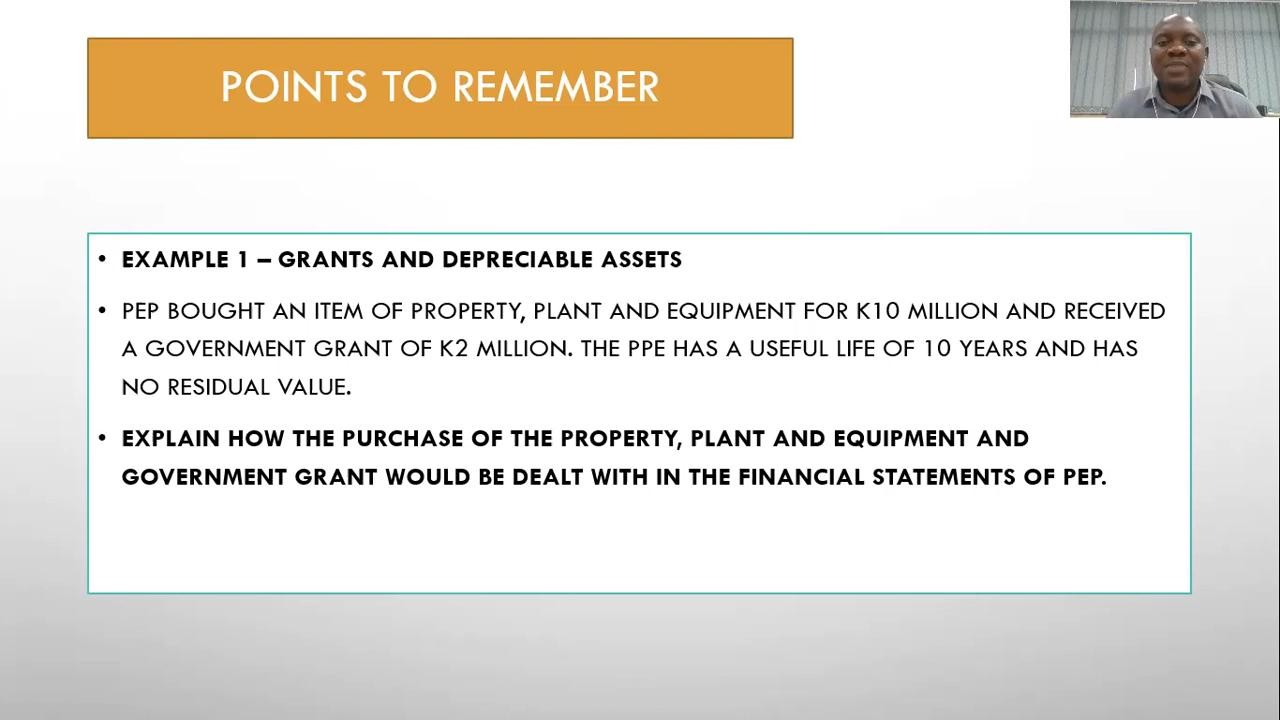 POINTS TO REMEMBER
• EXAMPLE 1 – GRANTS AND DEPRECIABLE ASSETS
• PEP BOUGHT AN ITEM OF PROPERTY, PLANT AND EQUIPMENT FOR K10 MILLION AND RECEIVED
A GOVERNMENT GRANT OF K2 MILLION. THE PPE HAS A USEFUL LIFE OF 10 YEARS AND HAS
NO RESIDUAL VALUE.
• EXPLAIN HOW THE PURCHASE OF THE PROPERTY, PLANT AND EQUIPMENT AND
GOVERNMENT GRANT WOULD BE DEALT WITH IN THE FINANCIAL STATEMENTS OF PEP.